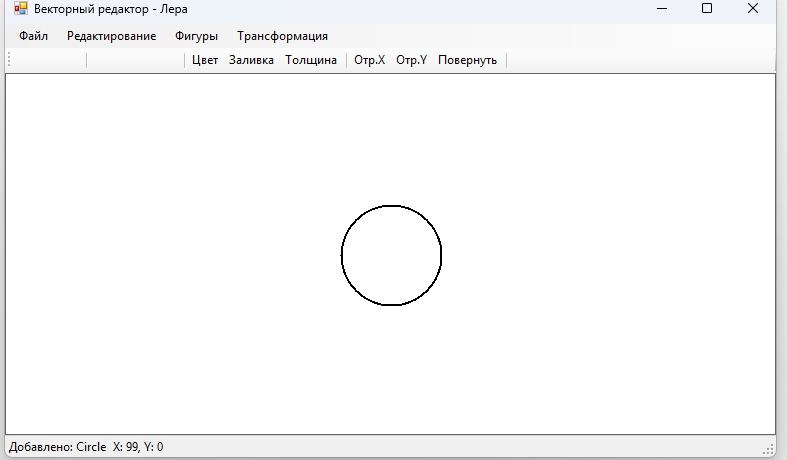 Векторный редактор - Лера
Файл Редактирование Фигуры Трансформация
Цвет Заливка Толщина Отр.X Отр.Y Повернуть
Добавлено: Circle X: 99, Y: 0